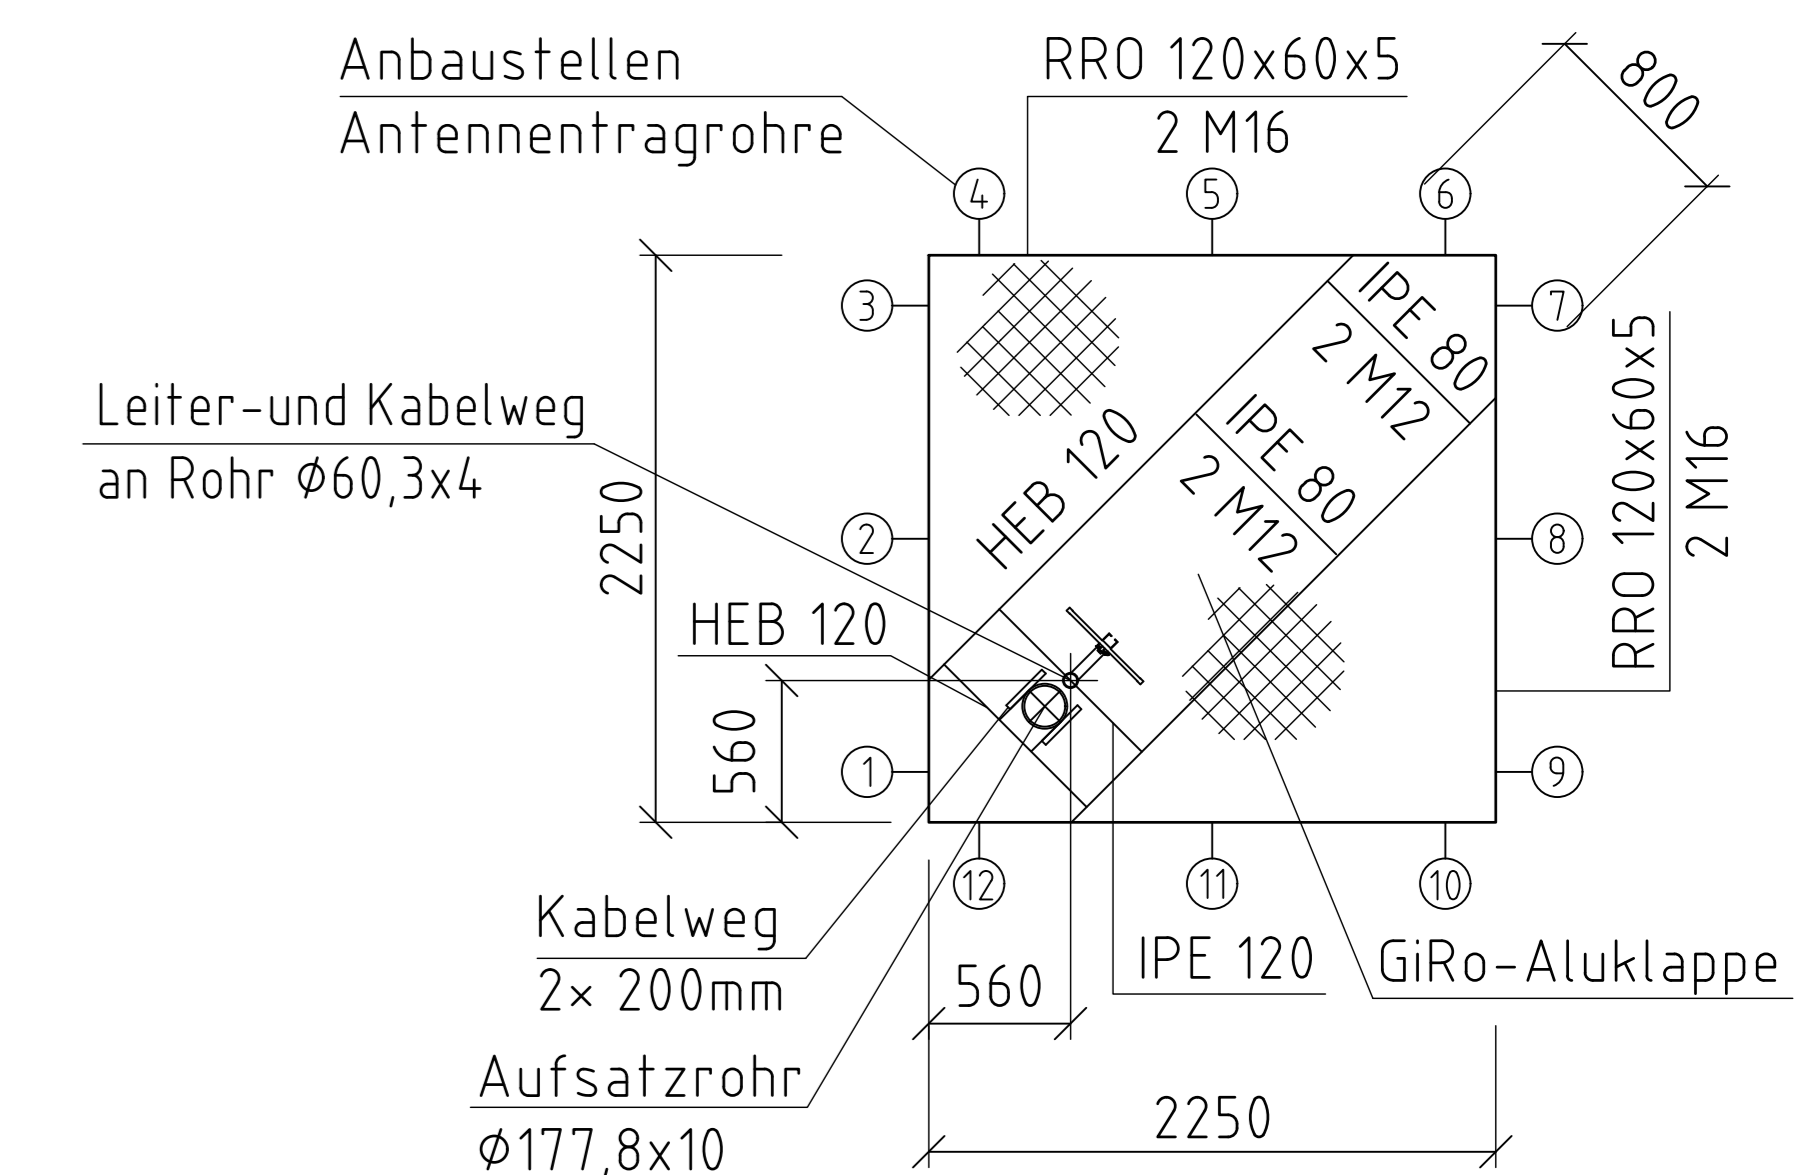 Anbaustellen
Antennentragrohre
RRO 120x60x5
2 M16
800
4
5
6
3
7
IPE 80
2 M12
IPE 80
2 M12
HEB 120
RRO 120x60x5
2 M16
Leiter-und Kabelweg
an Rohr Ø60,3x4
2250
2
8
HEB 120
560
1
9
12
11
10
Kabelweg
2x 200mm
560
IPE 120
GiRo-Aluklappe
Aufsatzrohr
Ø177,8x10
2250